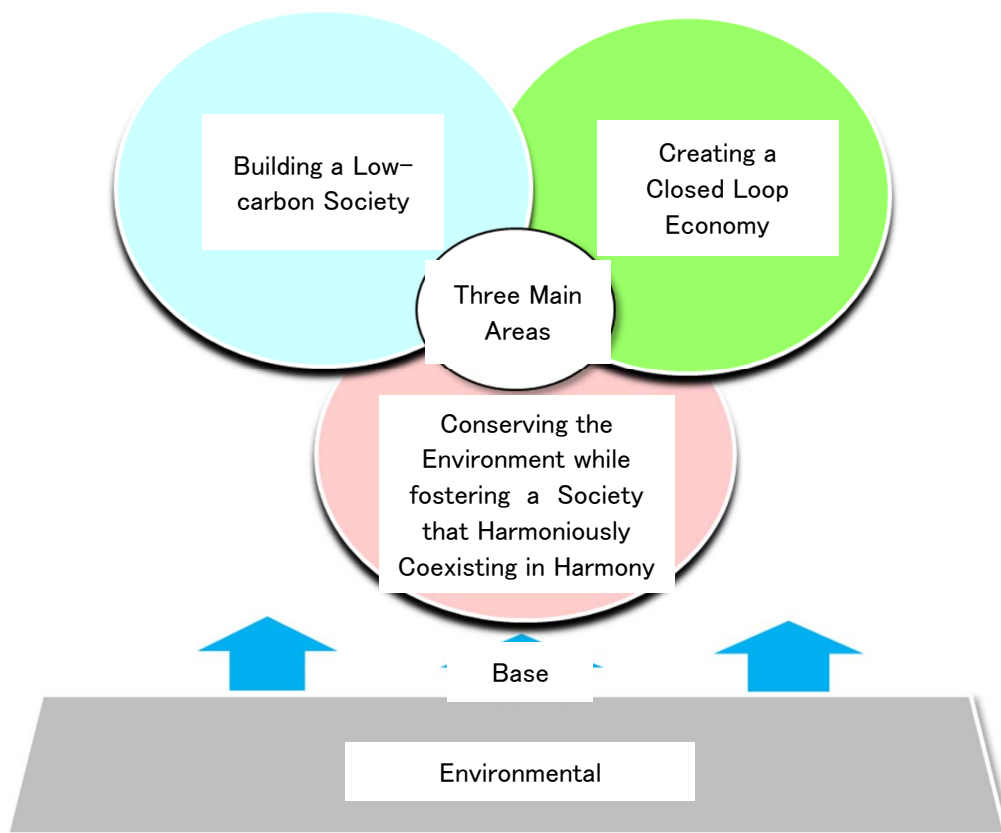 Building a Low-
carbon Society
Creating a
Closed Loop
Economy
Three Main
Areas
Conserving the
Environment while
fostering a Society
that Harmoniously
Coexisting in Harmony
Base
Environmental